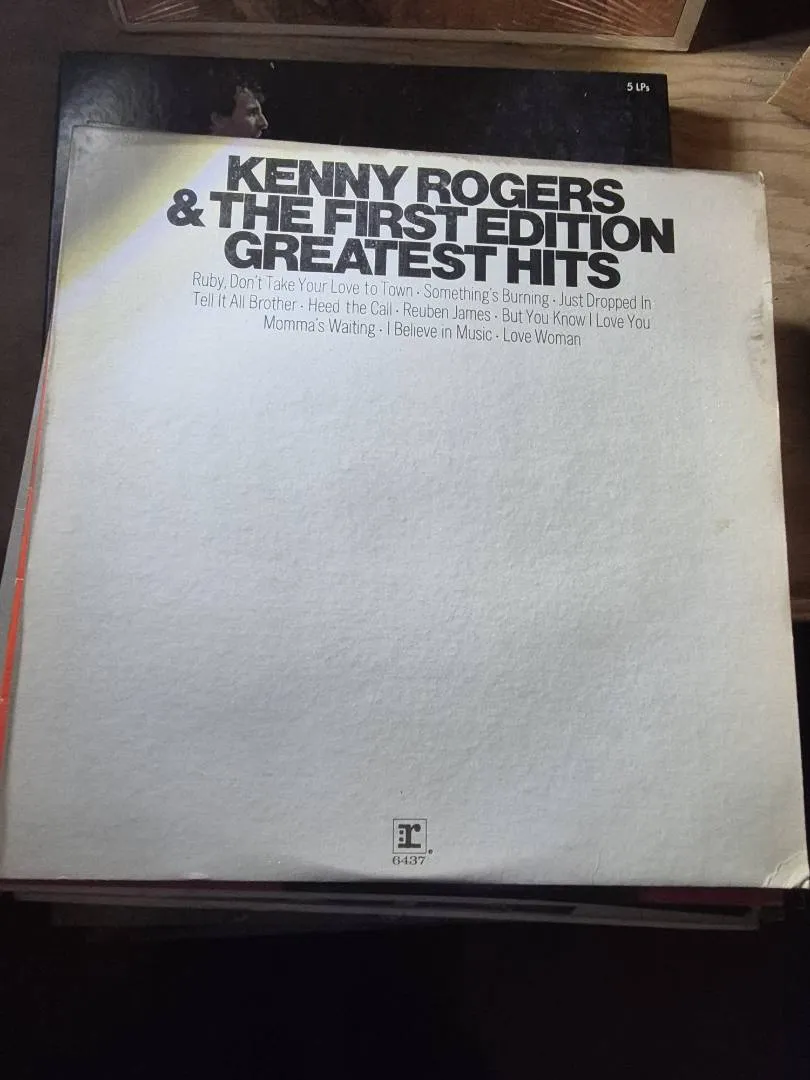 5 LPs
KENNY ROGERS
& THE FIRST EDITION
GREATEST HITS
Ruby, Don't Take Your Love to Town · Something's Burning · Just Dropped In
Tell It All Brother · Heed the Call · Reuben James · But You Know I Love You
Momma's Waiting · I Believe in Music · Love Woman
r
6437